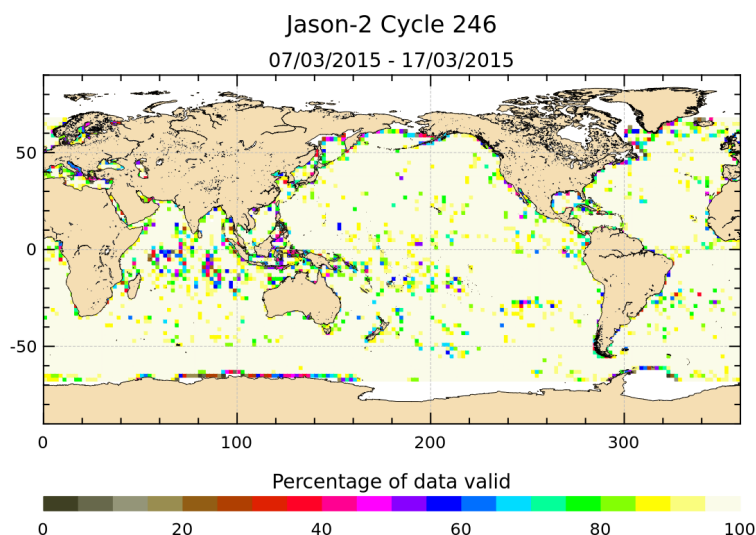 Jason-2 Cycle 246
07/03/2015 - 17/03/2015
50
0
-50
0 100 200 300
Percentage of data valid
0 20 40 60 80 100